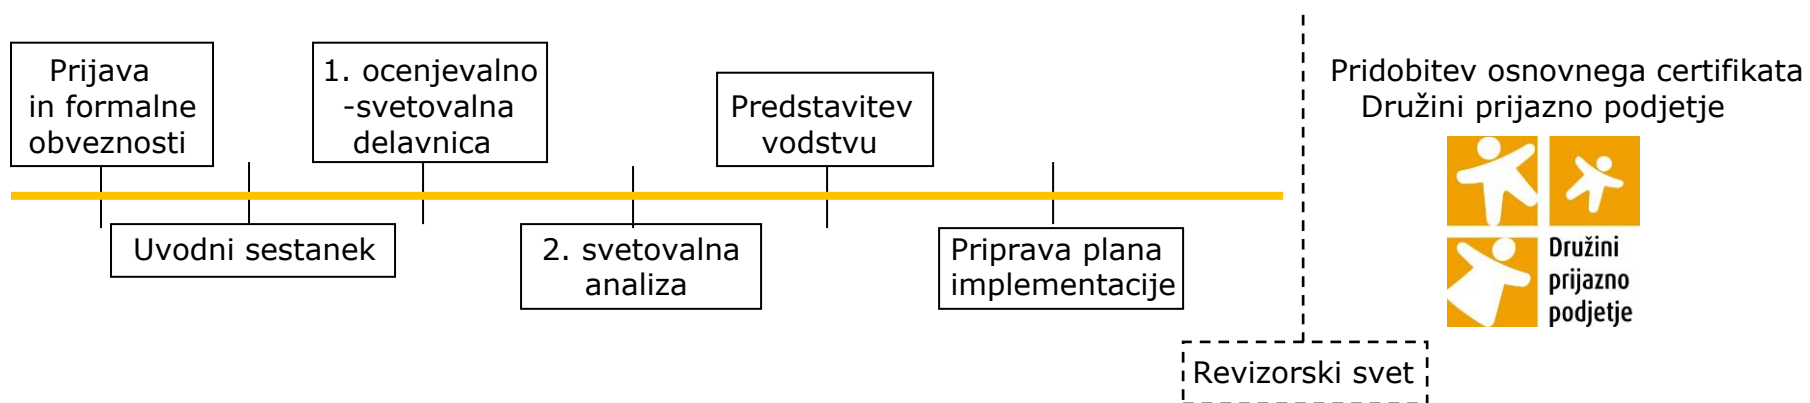 Prijava
in formalne
obveznosti
Uvodni sestanek
1. ocenjevalno
-svetovalna
delavnica
2. svetovalna
analiza
Predstavitev
vodstvu
Priprava plana
implementacije
Revizorski svet
Pridobitev osnovnega certifikata
Družini prijazno podjetje
Družini
prijazno
podjetje